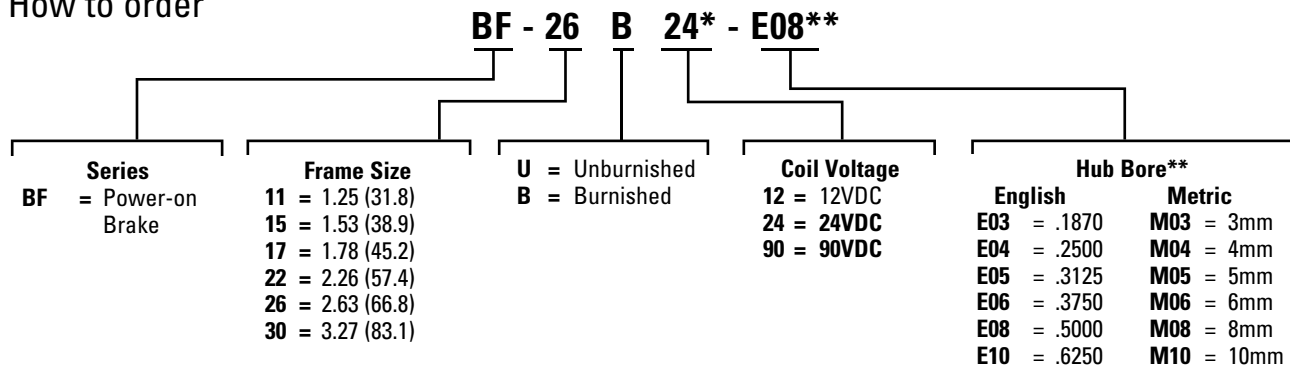 How to order
BF - 26 B 24* - E08**
Series
BF = Power-on
Brake
Frame Size
11 = 1.25 (31.8)
15 = 1.53 (38.9)
17 = 1.78 (45.2)
22 = 2.26 (57.4)
26 = 2.63 (66.8)
30 = 3.27 (83.1)
U = Unburnished
B = Burnished
Coil Voltage
12 = 12VDC
24 = 24VDC
90 = 90VDC
Hub Bore**
English Metric
E03 = .1870 M03 = 3mm
E04 = .2500 M04 = 4mm
E05 = .3125 M05 = 5mm
E06 = .3750 M06 = 6mm
E08 = .5000 M08 = 8mm
E10 = .6250 M10 = 10mm